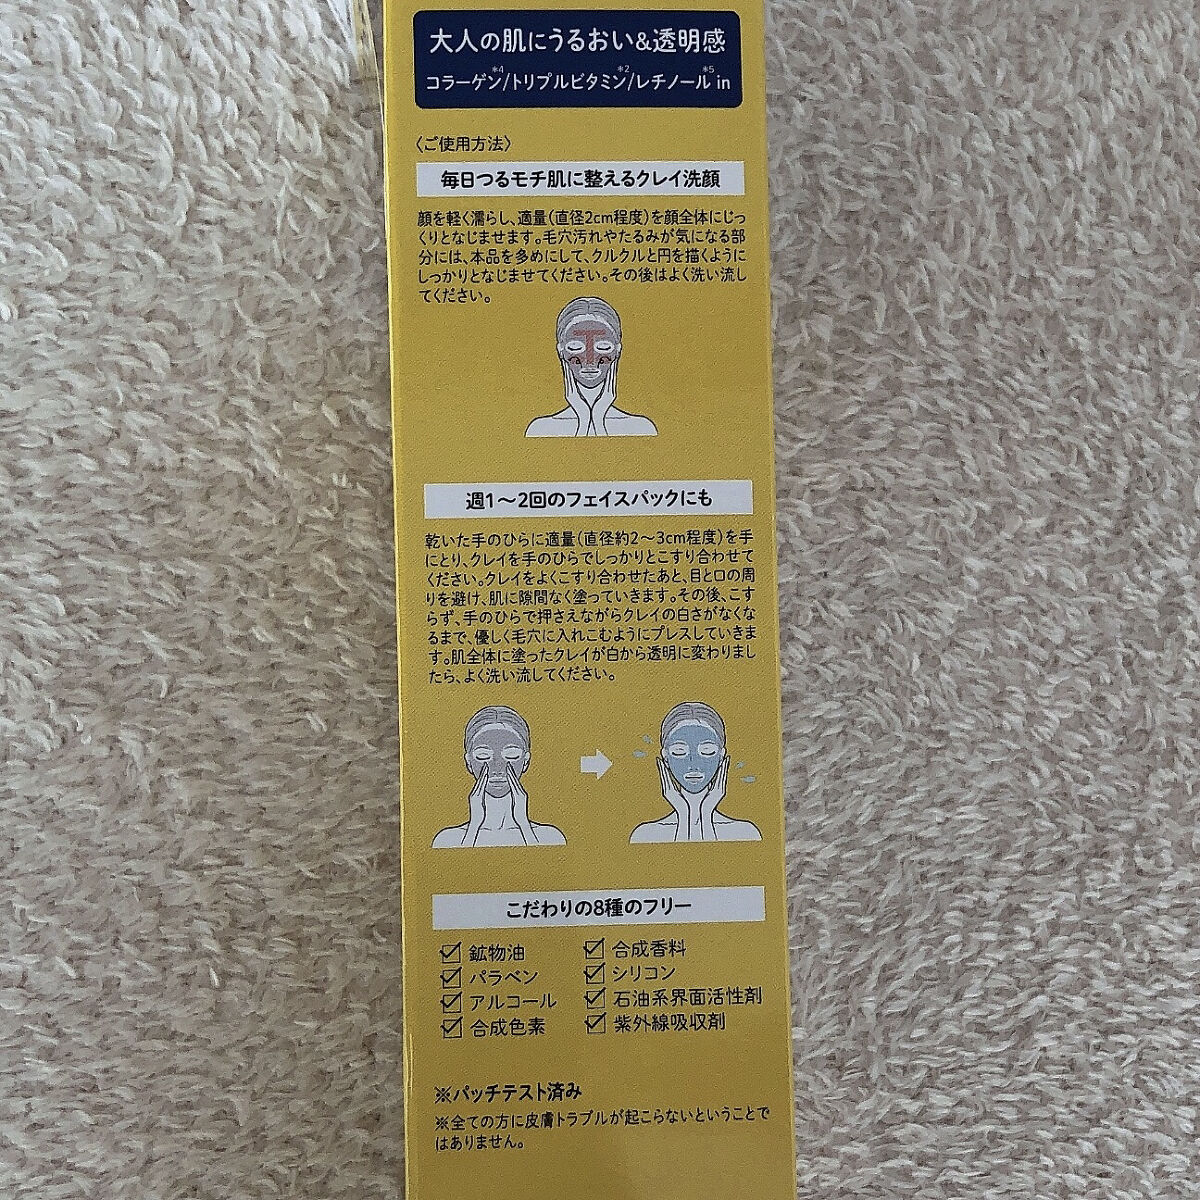 大人の肌にうるおい&透明感
コラーゲン*4/トリプルビタミン*2/レチノール*5 in
〈ご使用方法〉
毎日つるモチ肌に整えるクレイ洗顔
顔を軽く濡らし、適量(直径2cm程度)を顔全体にじっ
くりとなじませます。毛穴汚れやたるみが気になる部
分には、本品を多めにして、クルクルと円を描くように
しっかりとなじませてください。その後はよく洗い流し
てください。
週1〜2回のフェイスパックにも
乾いた手のひらに適量(直径約2〜3cm程度)を手
にとり、クレイを手のひらでしっかりとこすり合わせて
ください。クレイをよくこすり合わせたあと、目と口の周
りを避け、肌に隙間なく塗っていきます。その後、こす
らず、手のひらで押さえながらクレイの白さがなくな
るまで、優しく毛穴に入れこむようにプレスしていきま
す。肌全体に塗ったクレイが白から透明に変わりまし
たら、よく洗い流してください。
こだわりの8種のフリー
☑ 鉱物油 ☑ 合成香料
☑ パラベン ☑ シリコン
☑ アルコール ☑ 石油系界面活性剤
☑ 合成色素 ☑ 紫外線吸収剤
※パッチテスト済み
※全ての方に皮膚トラブルが起こらないということで
はありません。